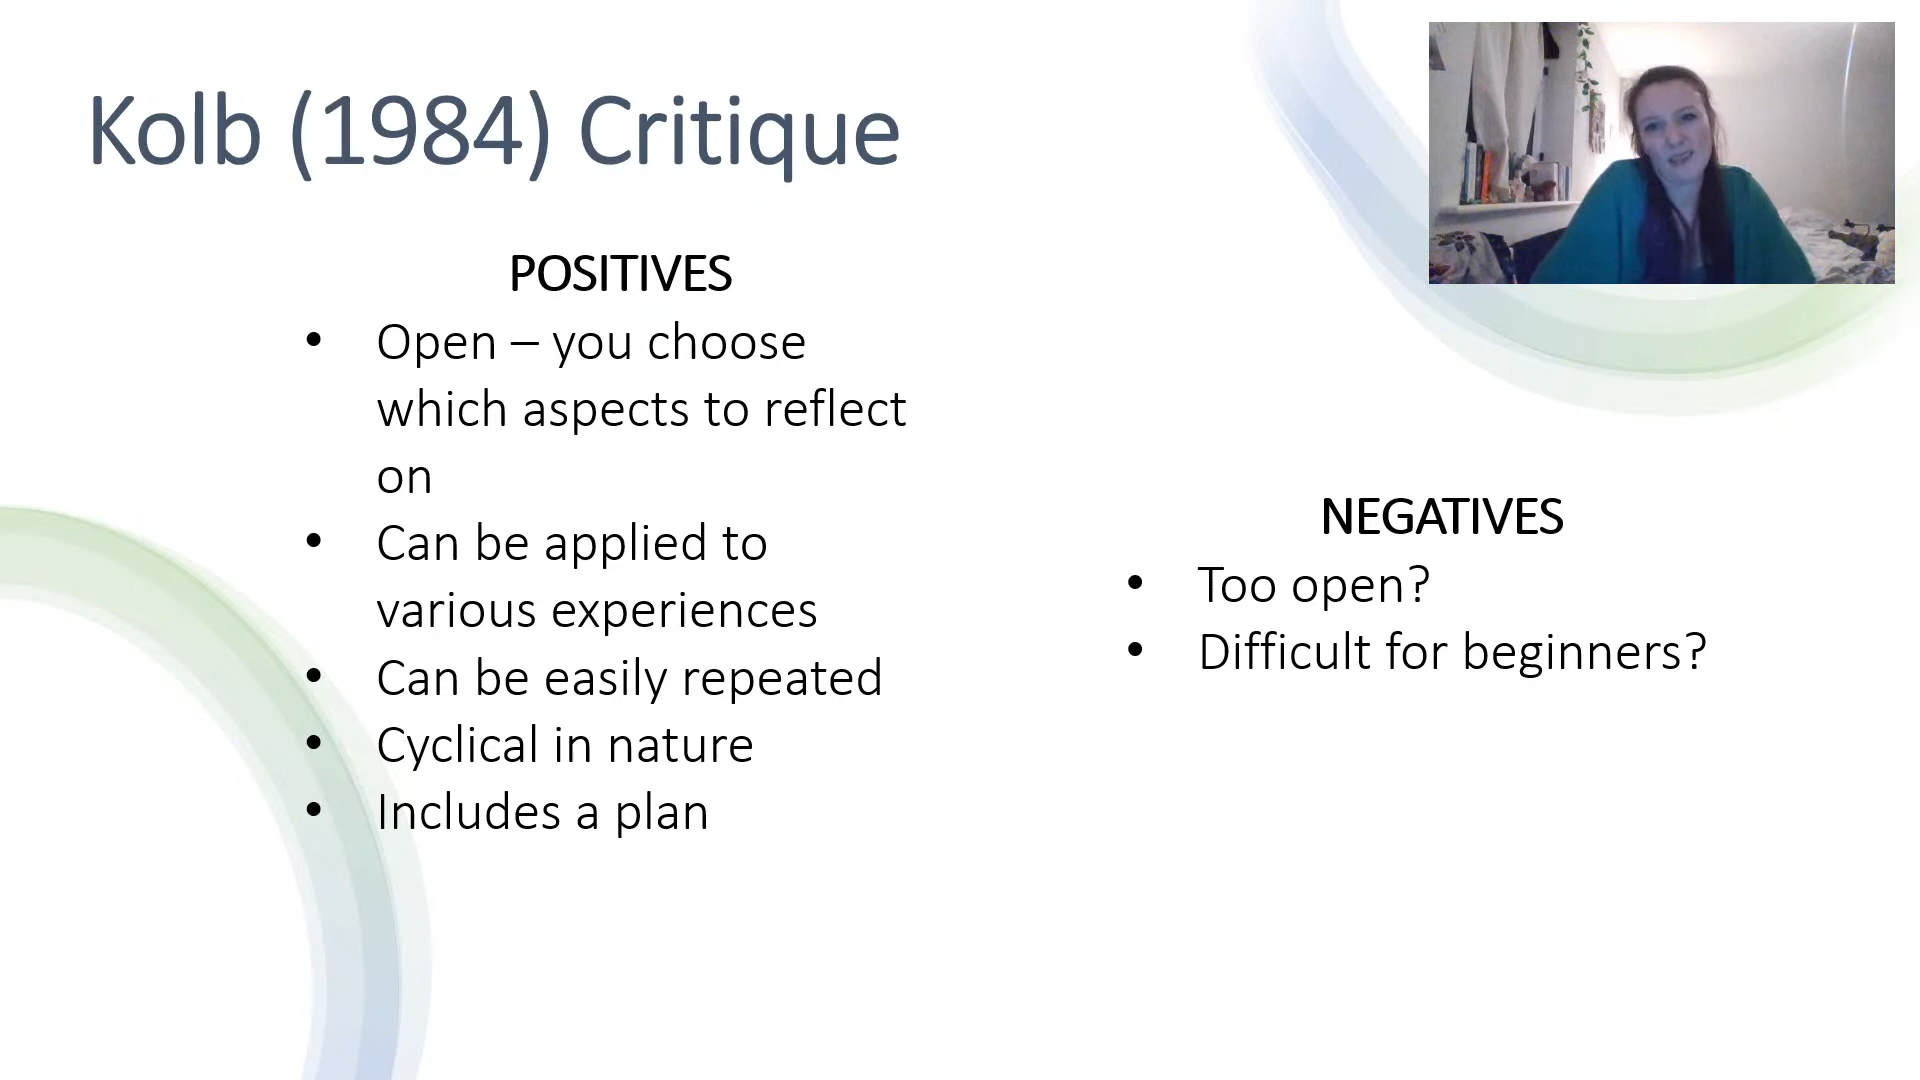 Kolb (1984) Critique
POSITIVES
• Open – you choose
which aspects to reflect
on
• Can be applied to
various experiences
• Can be easily repeated
• Cyclical in nature
• Includes a plan
NEGATIVES
• Too open?
• Difficult for beginners?